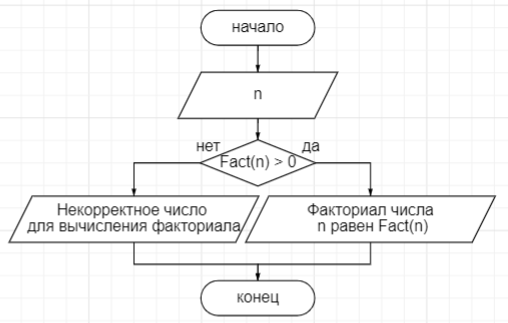 начало
n
нет
да
Fact(n) > 0
Некорректное число
для вычисления факториала
Факториал числа
n равен Fact(n)
конец